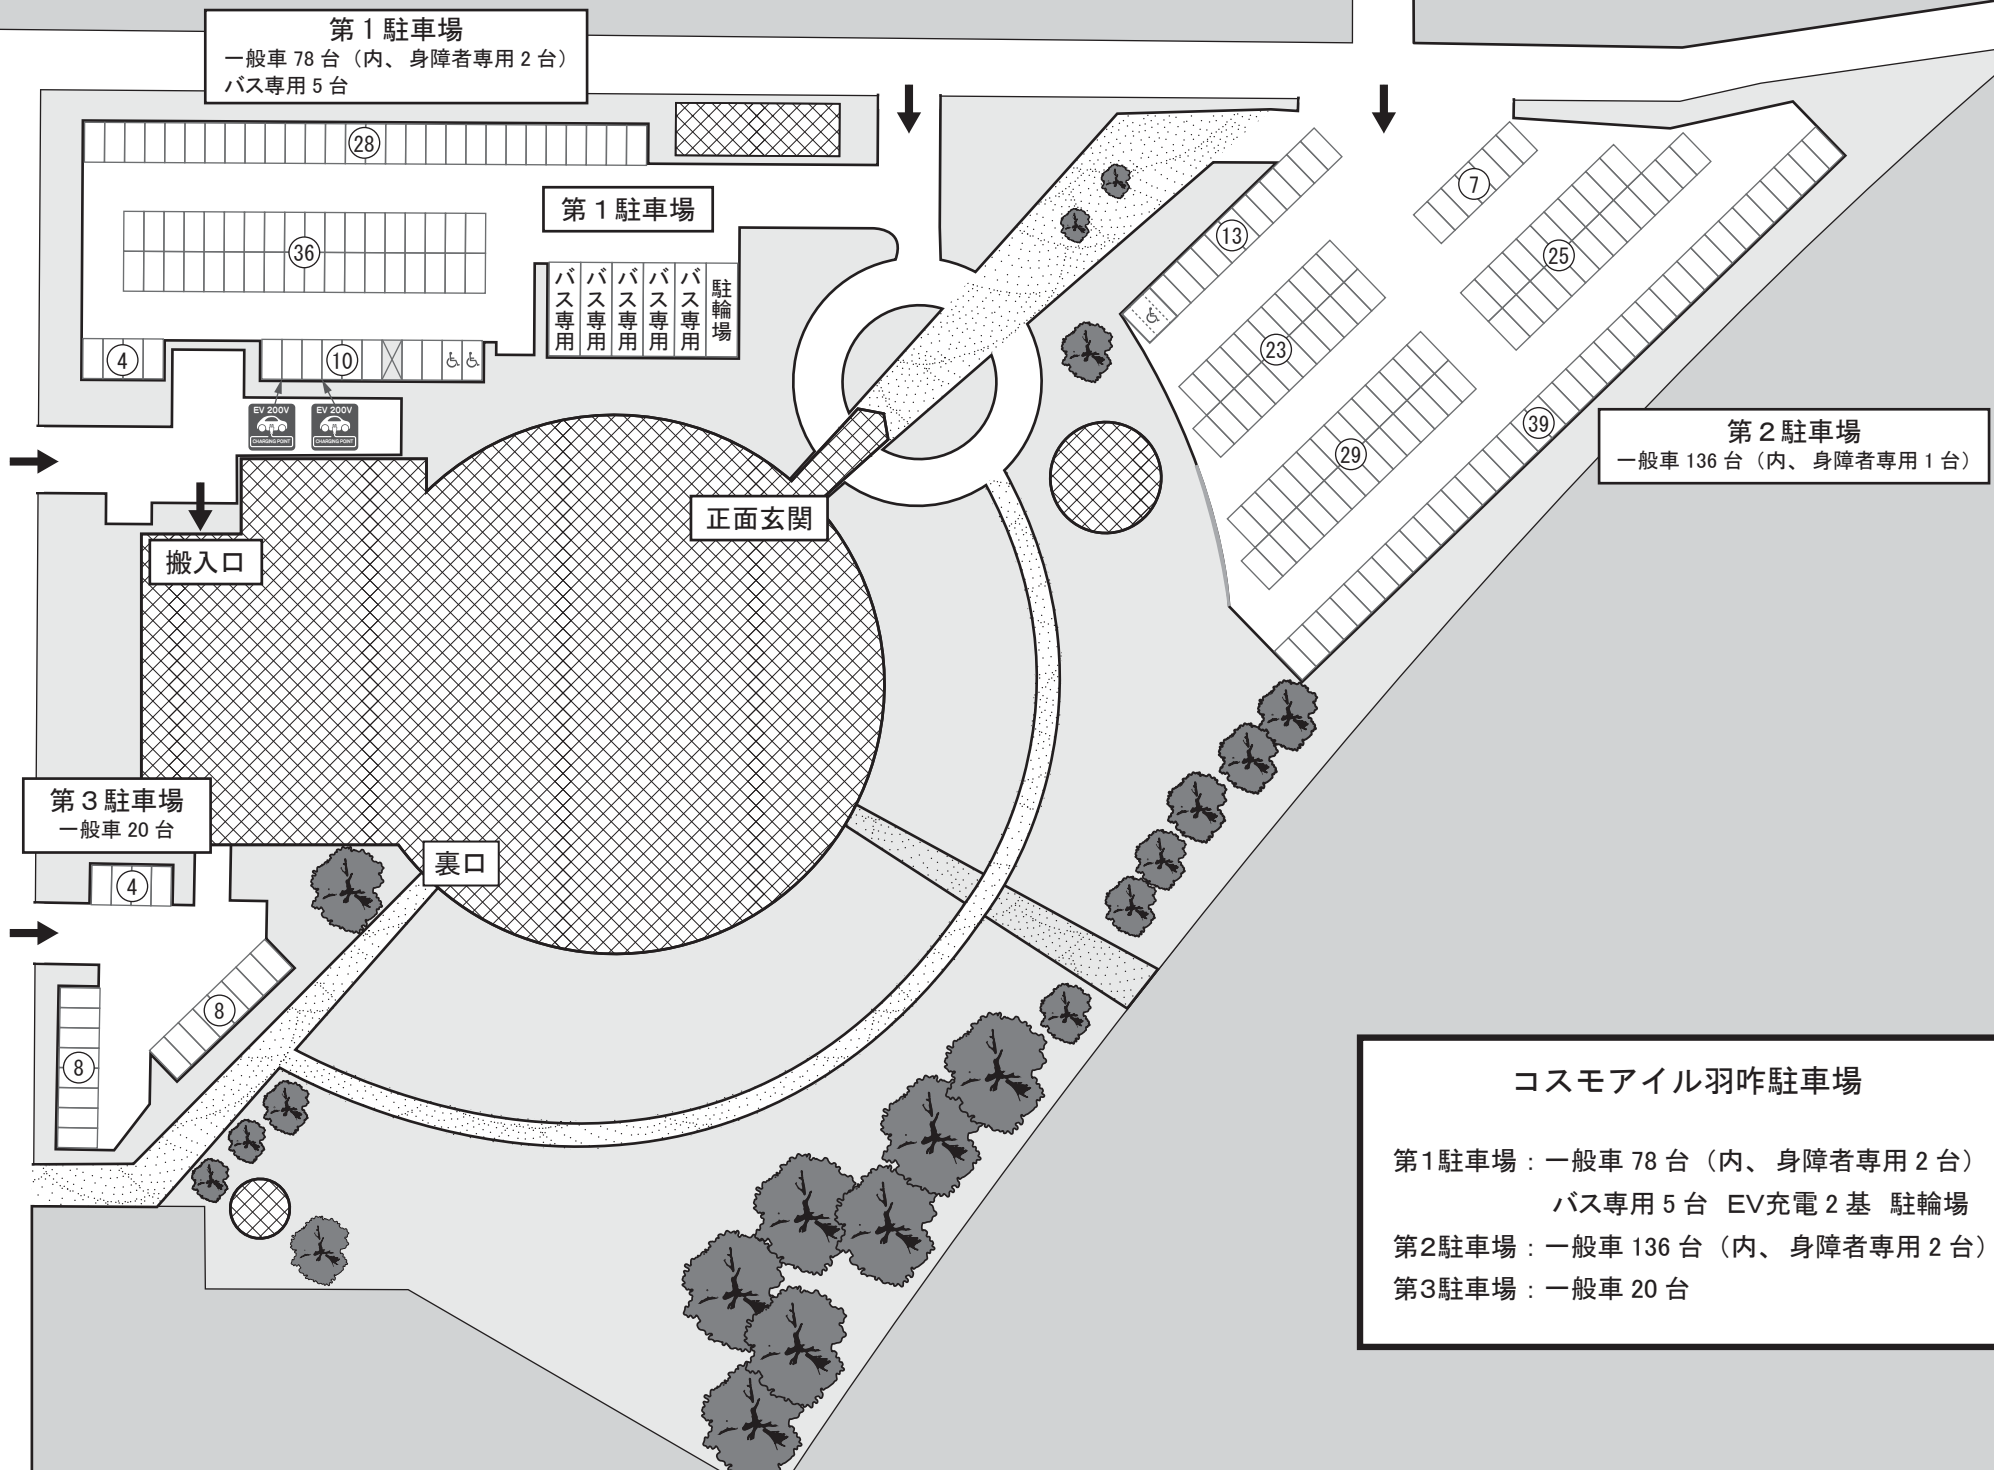 第１駐車場
一般車 78 台（内、身障者専用 2 台）
バス専用 5 台
28
第１駐車場
36
バス専用
バス専用
バス専用
バス専用
バス専用
駐輪場
4
10
EV 200V
CHARGING POINT
EV 200V
CHARGING POINT
13
7
25
23
29
39
第２駐車場
一般車 136 台（内、身障者専用 1 台）
正面玄関
搬入口
第３駐車場
一般車 20 台
4
裏口
8
8
コスモアイル羽咋駐車場
第1駐車場：一般車 78 台（内、身障者専用 2 台）
バス専用 5 台 EV充電 2 基 駐輪場
第2駐車場：一般車 136 台（内、身障者専用 2 台）
第3駐車場：一般車 20 台